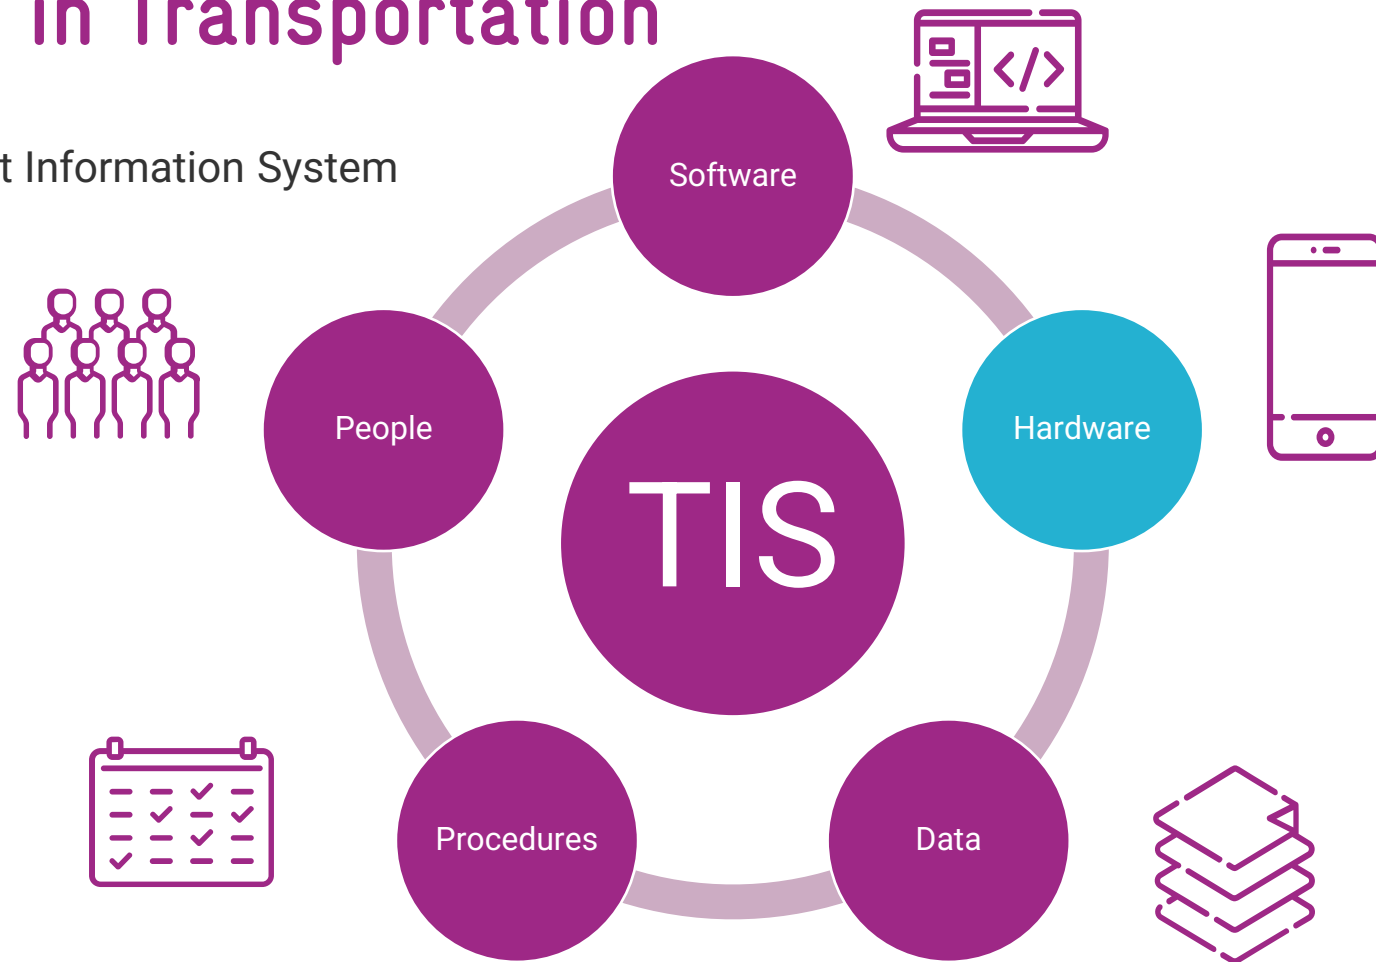 in Transportation
t Information System
Software
People
Hardware
TIS
Procedures
Data